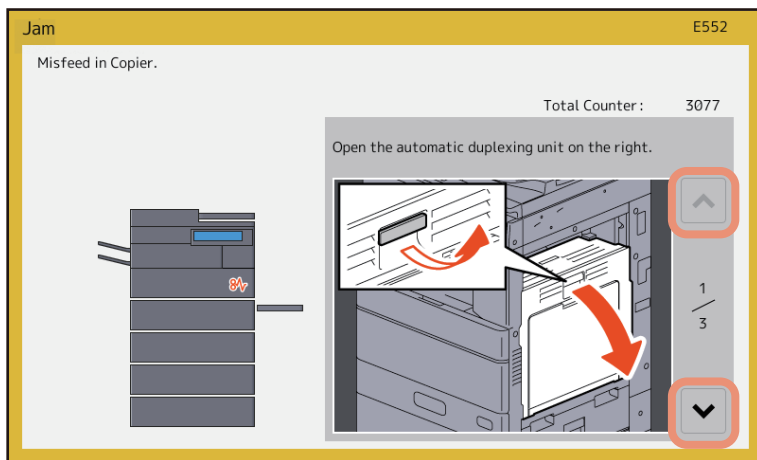 Jam
E552
Misfeed in Copier.
Total Counter : 3077
Open the automatic duplexing unit on the right.
1
3